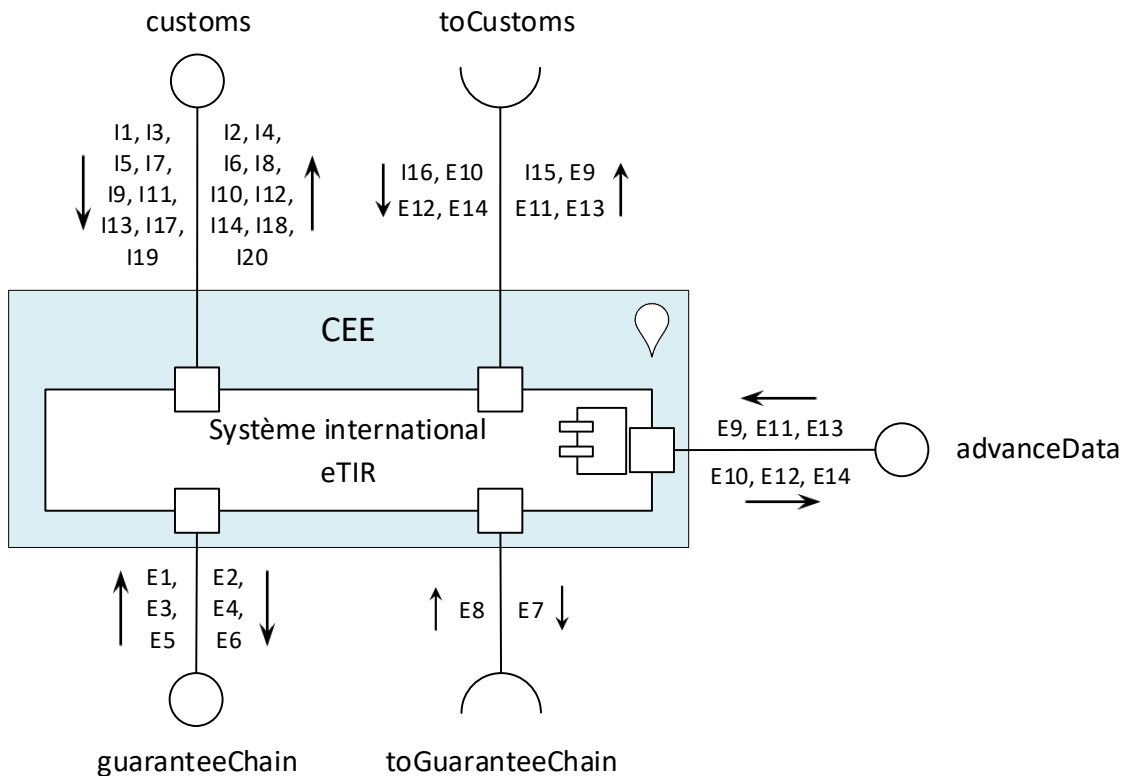 customs
toCustoms
I1, I3,
I5, I7,
I9, I11,
I13, I17,
I19
I2, I4,
I6, I8,
I10, I12,
I14, I18,
I20
I16, E10
E12, E14
I15, E9
E11, E13
CEE
Système international
eTIR
E9, E11, E13
E10, E12, E14
advanceData
E1,
E3,
E5
E2,
E4,
E6
E8
E7
guaranteeChain
toGuaranteeChain